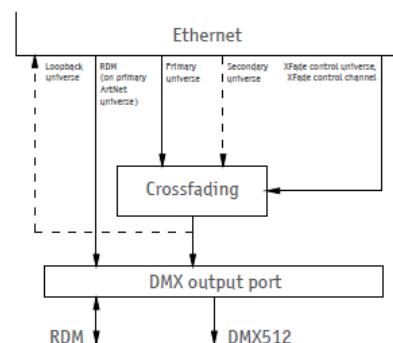 Ethernet
Loopback
universe
RDM
(on primary
ArtNet
universe)
Primary
universe
Secondary
universe
XFade control universe,
XFade control channel
Crossfading
DMX output port
RDM
DMX512